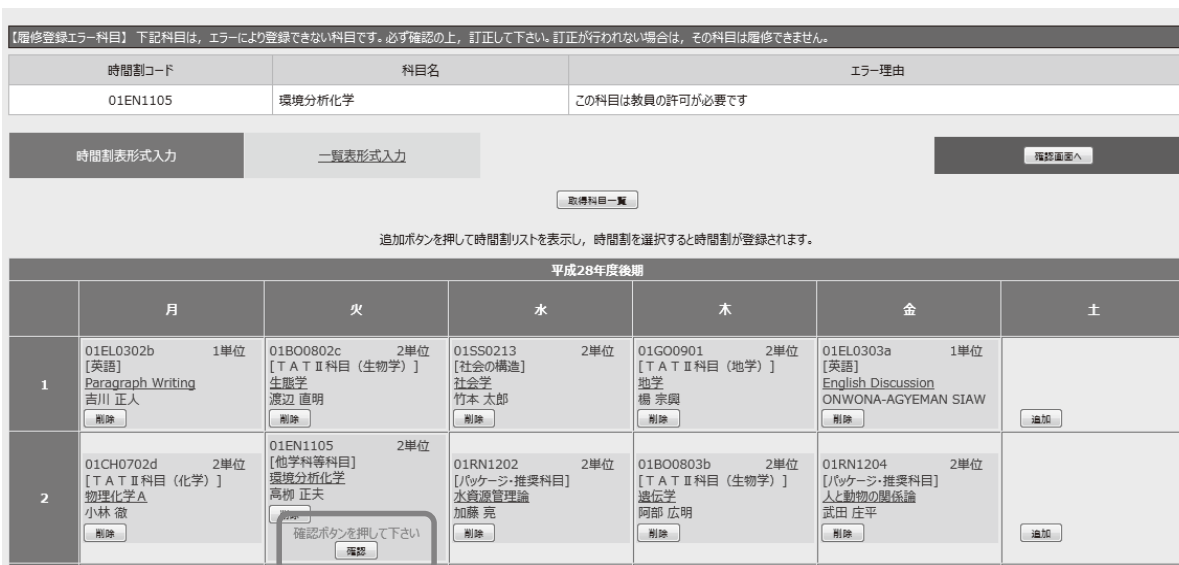 【履修登録エラー科目】 下記科目は，エラーにより登録できない科目です。必ず確認の上，訂正して下さい。訂正が行われない場合は，その科目は履修できません。
時間割コード 科目名 エラー理由
01EN1105 環境分析化学 この科目は教員の許可が必要です
時間割表形式入力 一覧表形式入力 確認画面へ
取得科目一覧
追加ボタンを押して時間割リストを表示し，時間割を選択すると時間割が登録されます。
平成28年度後期
月 火 水 木 金 土
1
01EL0302b 1単位
[英語]
Paragraph Writing
吉川 正人
削除
01BO0802c 2単位
[ＴＡＴⅡ科目（生物学）]
生態学
渡辺 直明
削除
01SS0213 2単位
[社会の構造]
社会学
竹本 太郎
削除
01GO0901 2単位
[ＴＡＴⅡ科目（地学）]
地学
楊 宗興
削除
01EL0303a 1単位
[英語]
English Discussion
ONWONA-AGYEMAN SIAW
削除
追加
2
01CH0702d 2単位
[ＴＡＴⅡ科目（化学）]
物理化学Ａ
小林 徹
削除
01EN1105 2単位
[他学科等科目]
環境分析化学
高柳 正夫
削除
確認ボタンを押して下さい
確認
01RN1202 2単位
[パッケージ・推奨科目]
水資源管理論
加藤 亮
削除
01BO0803b 2単位
[ＴＡＴⅡ科目（生物学）]
遺伝学
阿部 広明
削除
01RN1204 2単位
[パッケージ・推奨科目]
人と動物の関係論
武田 庄平
削除
追加